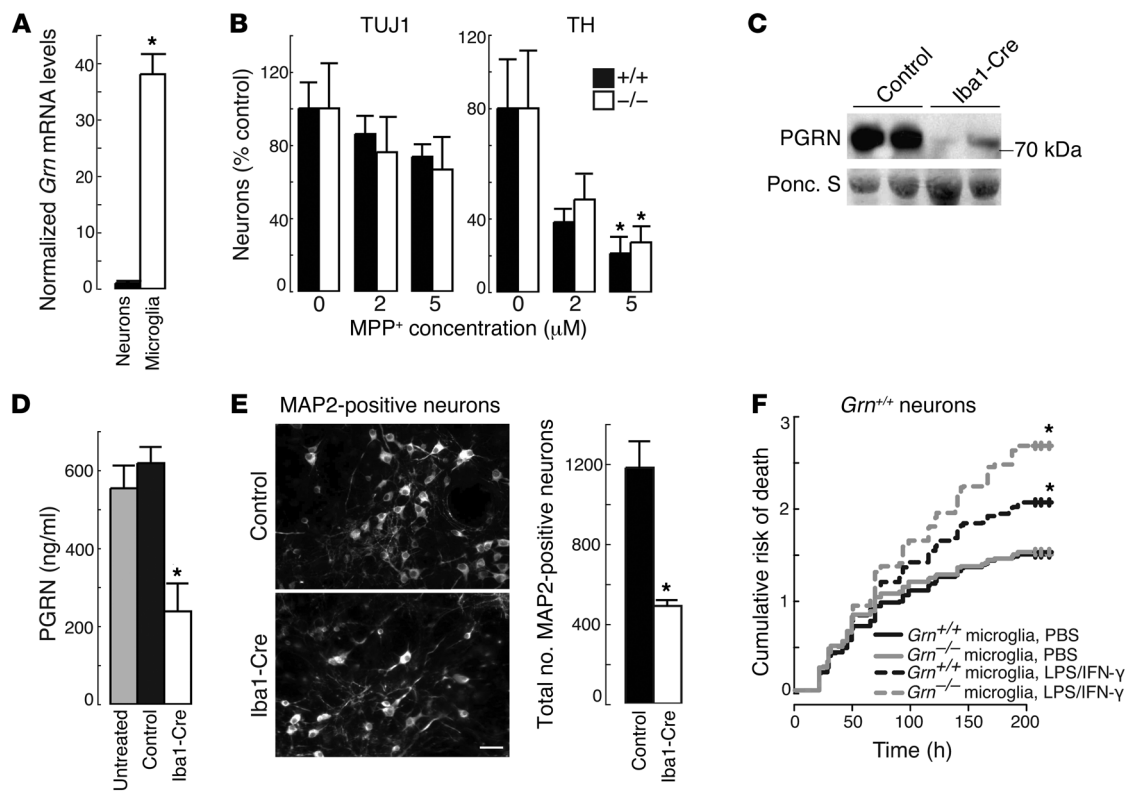 A
Normalized Grn mRNA levels
45
40
30
20
10
0
*
Neurons
Microglia
B
TUJ1
TH
Neurons (% control)
120
80
40
0
120
80
40
0
+/+
−/−
* *
0 2 5
0 2 5
MPP+ concentration (μM)
C
Control
Iba1-Cre
PGRN
70 kDa
Ponc. S
D
PGRN (ng/ml)
600
400
200
0
*
Untreated
Control
Iba1-Cre
E
MAP2-positive neurons
Control
Iba1-Cre
Total no. MAP2-positive neurons
1200
800
400
0
*
Control
Iba1-Cre
F
Grn+/+ neurons
Cumulative risk of death
3
2
1
0
*
*
Grn+/+ microglia, PBS
Grn−/− microglia, PBS
Grn+/+ microglia, LPS/IFN-γ
Grn−/− microglia, LPS/IFN-γ
0 50 100 150 200
Time (h)